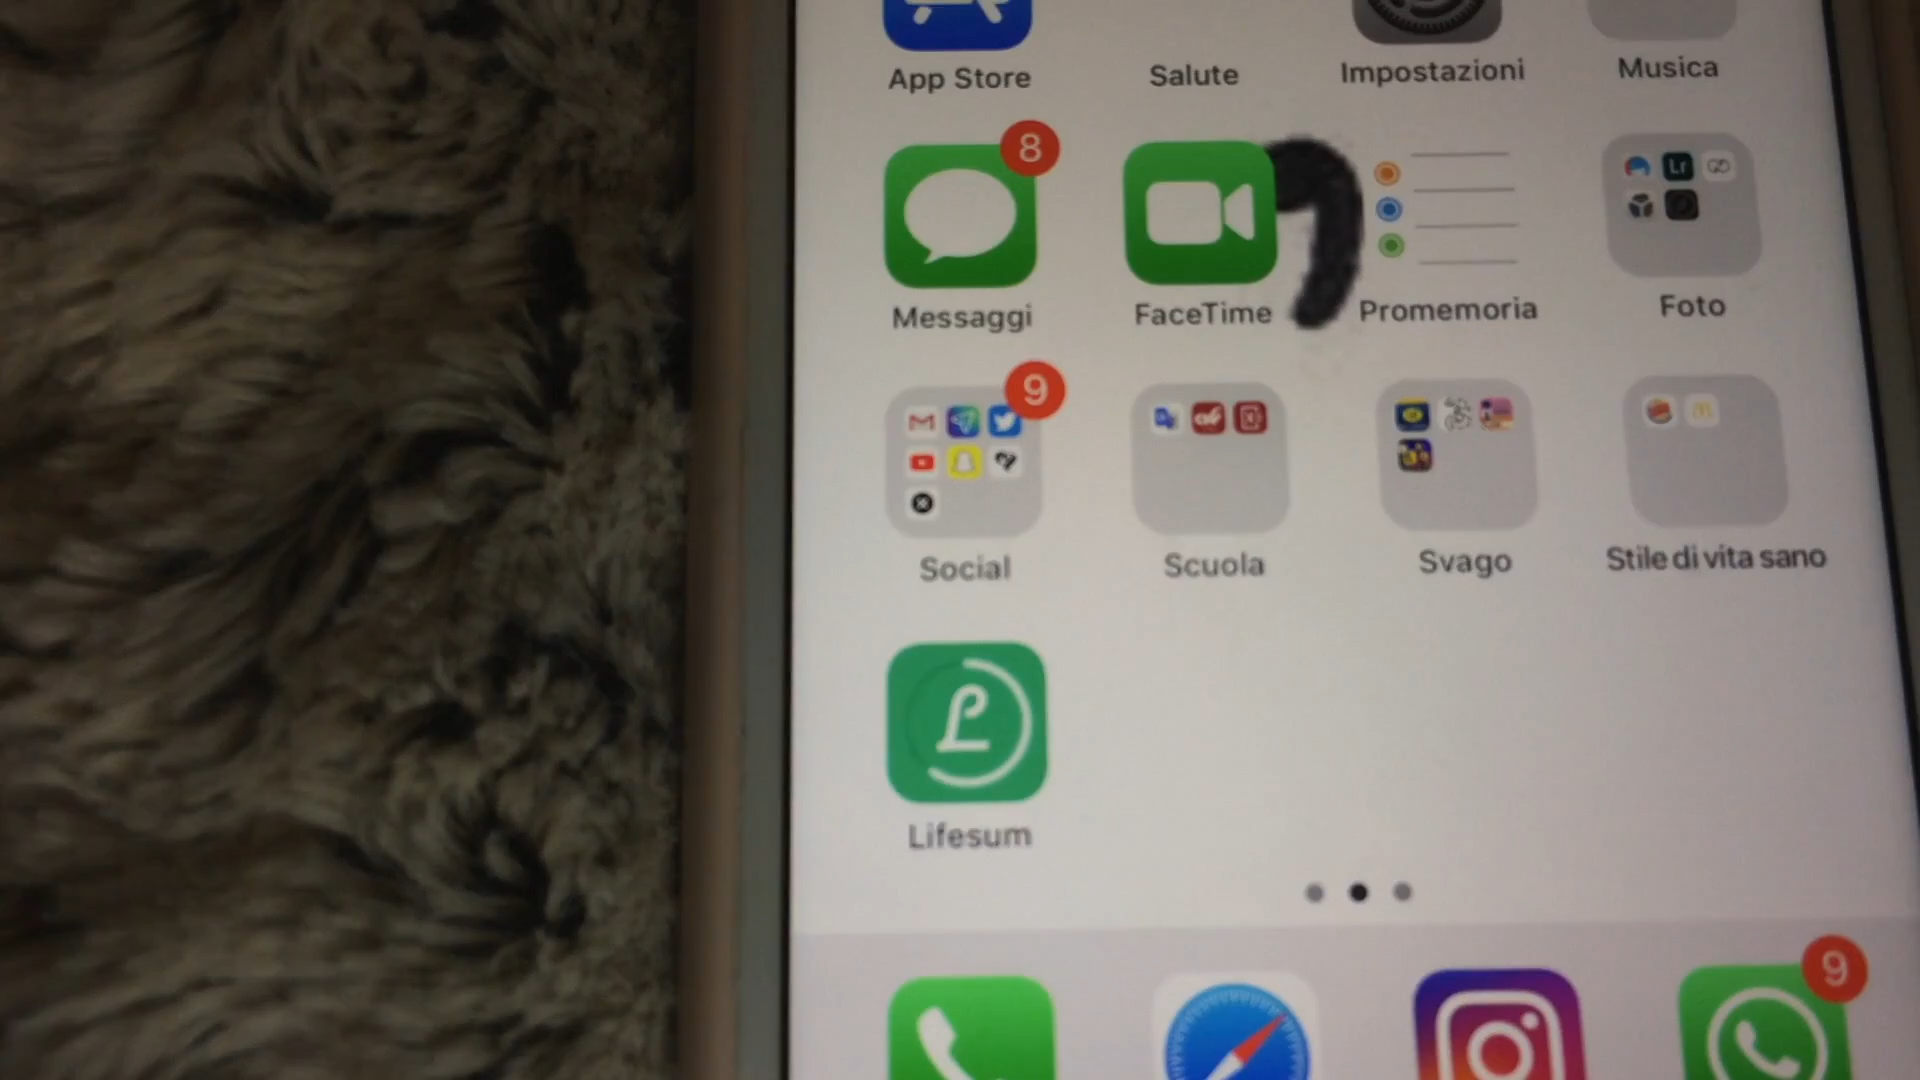 App Store Salute Impostazioni Musica
8
Messaggi FaceTime Promemoria Foto
Lr
9
Social Scuola Svago Stile di vita sano
L
Lifesum
9